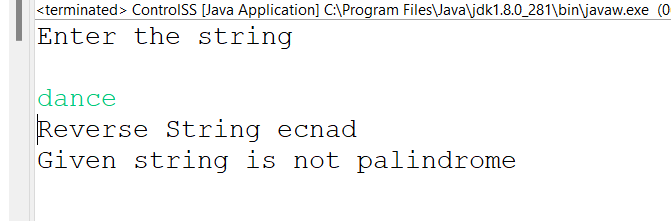 <terminated> ControlSS [Java Application] C:\Program Files\Java\jdk1.8.0_281\bin\javaw.exe (0
Enter the string
dance
Reverse String ecnad
Given string is not palindrome